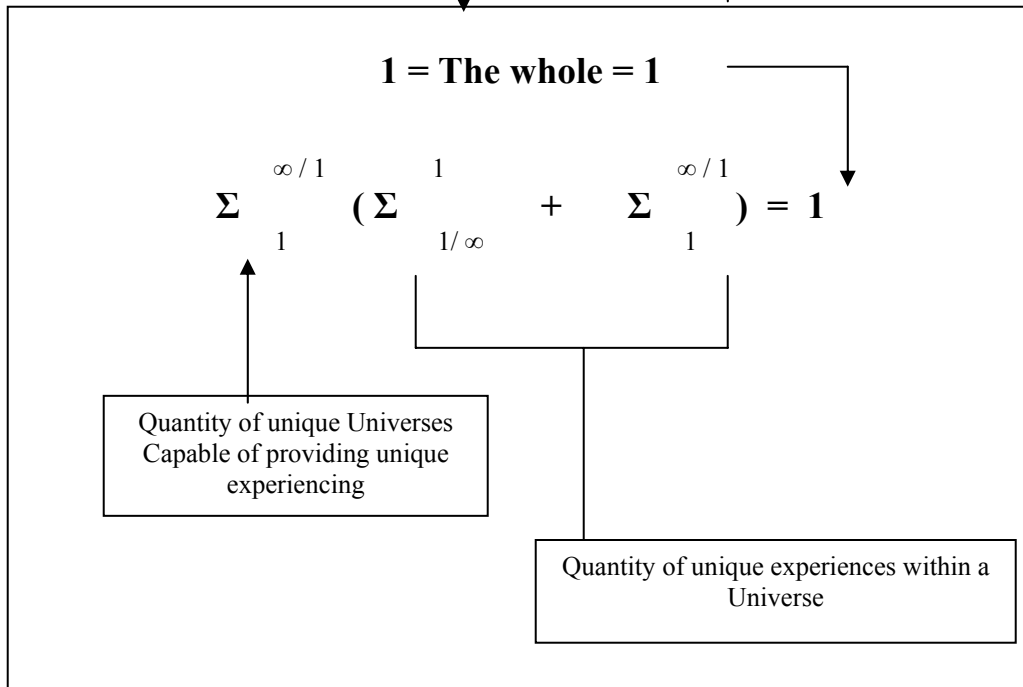 1 = The whole = 1
∞ / 1 1 ∞ / 1
Σ ( Σ + Σ ) = 1
1 1/ ∞ 1
Quantity of unique Universes
Capable of providing unique
experiencing
Quantity of unique experiences within a
Universe